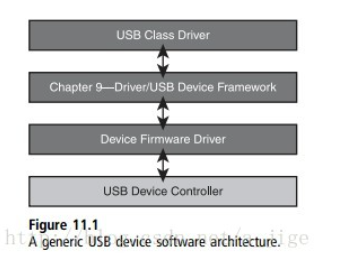 USB Class Driver
Chapter 9—Driver/USB Device Framework
Device Firmware Driver
USB Device Controller
Figure 11.1
A generic USB device software architecture.